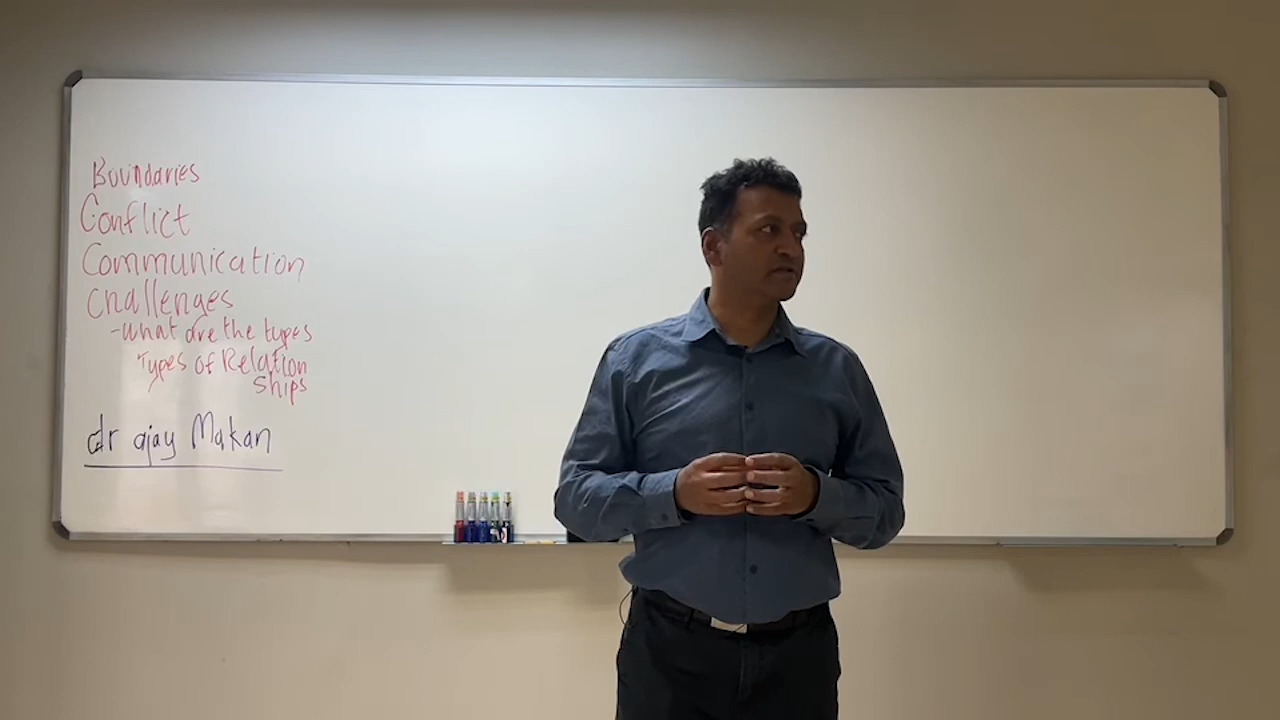 Boundaries
Conflict
Communication
Challenges
-what are the types
Types of Relation
Ships
dr ajay Makan